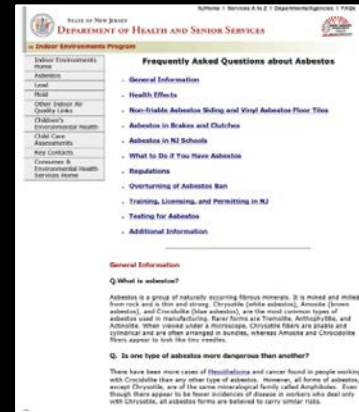 NJHome | Services A to Z | Departments/Agencies | FAQs
STATE OF NEW JERSEY
DEPARTMENT OF HEALTH AND SENIOR SERVICES
Indoor Environments Program
Indoor Environments
Home
Asbestos
Lead
Mold
Other Indoor Air
Quality Links
Children's
Environmental Health
Child Care
Assessments
Key Contacts
Consumer &
Environmental Health
Services Home
Frequently Asked Questions about Asbestos
General Information
Health Effects
Non-friable Asbestos Siding and Vinyl Asbestos Floor Tiles
Asbestos in Brakes and Clutches
Asbestos in NJ Schools
What to Do if You Have Asbestos
Regulations
Overturning of Asbestos Ban
Training, Licensing, and Permitting in NJ
Testing for Asbestos
Additional Information
General Information
Q.What is asbestos?
Asbestos is a group of naturally occurring fibrous minerals. It is mined and milled
from rock and is thin and strong. Chrysotile (white asbestos), Amosite (brown
asbestos), and Crocidolite (blue asbestos), are the most common types of
asbestos used in manufacturing. Rarer forms are Tremolite, Anthophyllite, and
Actinolite. When viewed under a microscope, Chrysotile fibers are pliable and
cylindrical and are often arranged in bundles, whereas Amosite and Chrocidolite
fibers appear to look like tiny needles.
Q. Is one type of asbestos more dangerous than another?
There have been more cases of Mesothelioma and cancer found in people working
with Crocidolite than any other type of asbestos. However, all forms of asbestos
except Chrysotile, are of the same mineralogical family called Amphiboles. Even
though there appear to be fewer incidences of disease in workers who deal only
with Chrysotile, all asbestos forms are believed to carry similar risks.